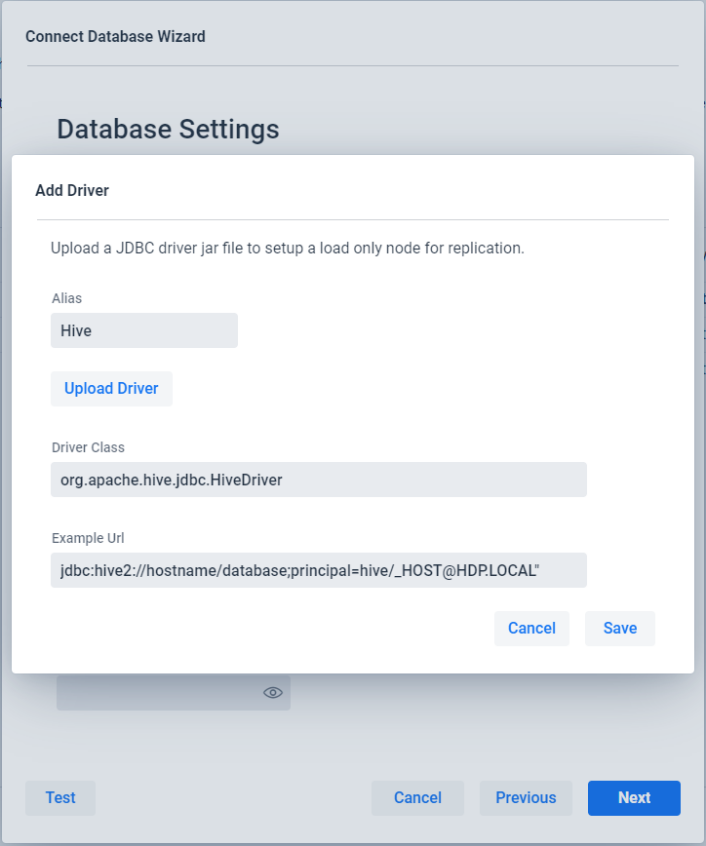 Connect Database Wizard
Database Settings
Add Driver
Upload a JDBC driver jar file to setup a load only node for replication.
Alias
Hive
Upload Driver
Driver Class
org.apache.hive.jdbc.HiveDriver
Example Url
jdbc:hive2://hostname/database;principal=hive/_HOST@HDP.LOCAL"
Cancel Save
Test Cancel Previous Next